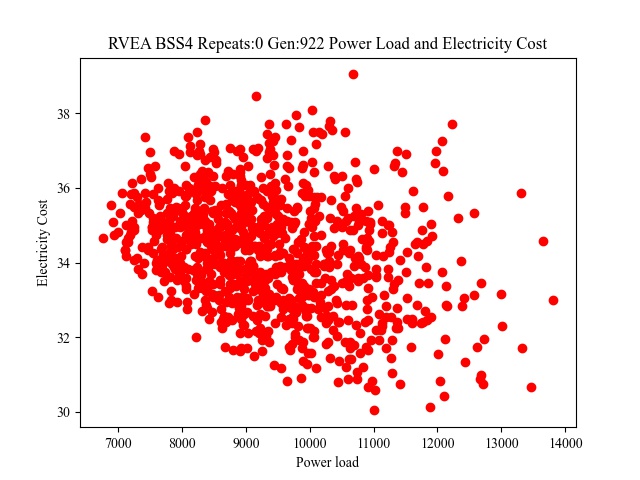 RVEA BSS4 Repeats:0 Gen:922 Power Load and Electricity Cost
38
36
34
32
30
Electricity Cost
7000 8000 9000 10000 11000 12000 13000 14000
Power load